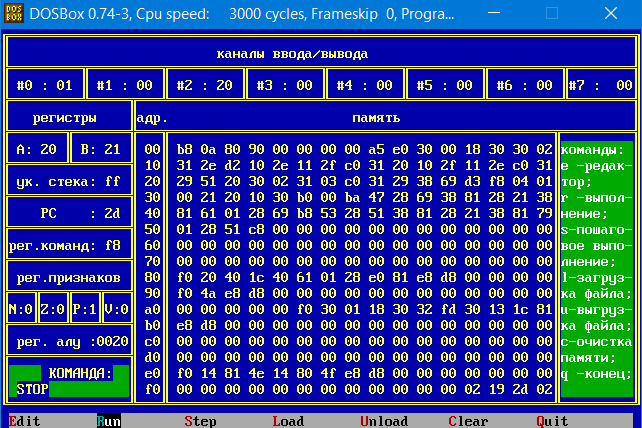 DOSBox 0.74-3, Cpu speed: 3000 cycles, Frameskip 0, Progra...
каналы ввода/вывода
#0 : 01 #1 : 00 #2 : 20 #3 : 00 #4 : 00 #5 : 00 #6 : 00 #7 : 00
регистры адр. память
A: 20 B: 21 00 b8 0a 80 90 00 00 00 00 a5 e0 30 00 18 30 30 02 команды:
10 31 2e d2 10 2e 11 2f c0 31 20 10 2f 11 2e c0 31 e -редак-
ук. стека: ff 20 29 51 20 30 02 31 03 c0 31 29 38 69 d3 f8 04 01 тор;
30 00 21 20 10 30 b0 00 ba 47 28 69 38 81 28 21 38 r -выпол-
PC : 2d 40 81 61 01 28 69 b8 53 28 51 38 81 28 21 38 81 79 нение;
50 01 28 51 c8 00 00 00 00 00 00 00 00 00 00 00 00 s-пошаго-
рег.команд: f8 60 00 00 00 00 00 00 00 00 00 00 00 00 00 00 00 00 вое выпо-
70 00 00 00 00 00 00 00 00 00 00 00 00 00 00 00 00 лнение;
рег.признаков 80 f0 20 40 1c 40 61 01 28 e0 81 e8 d8 00 00 00 00 l-загруз-
90 f0 4a e8 d8 00 00 00 00 00 00 00 00 00 00 00 00 ка файла;
N:0 Z:0 P:1 V:0 a0 00 00 00 00 00 f0 30 01 18 30 32 fd 30 13 1c 81 u-выгруз-
b0 e8 d8 00 00 00 00 00 00 00 00 00 00 00 00 00 00 ка файла;
рег. алу :0020 c0 00 00 00 00 00 00 00 00 00 00 00 00 00 00 00 00 c-очистка
d0 00 00 00 00 00 00 00 00 00 00 00 00 00 00 00 00 памяти;
КОМАНДА: e0 f0 14 81 4e 14 80 4f e8 d8 00 00 00 00 00 00 00 q -конец;
STOP f0 00 00 00 00 00 00 00 00 00 00 00 00 02 19 2d 02
Edit Run Step Load Unload Clear Quit